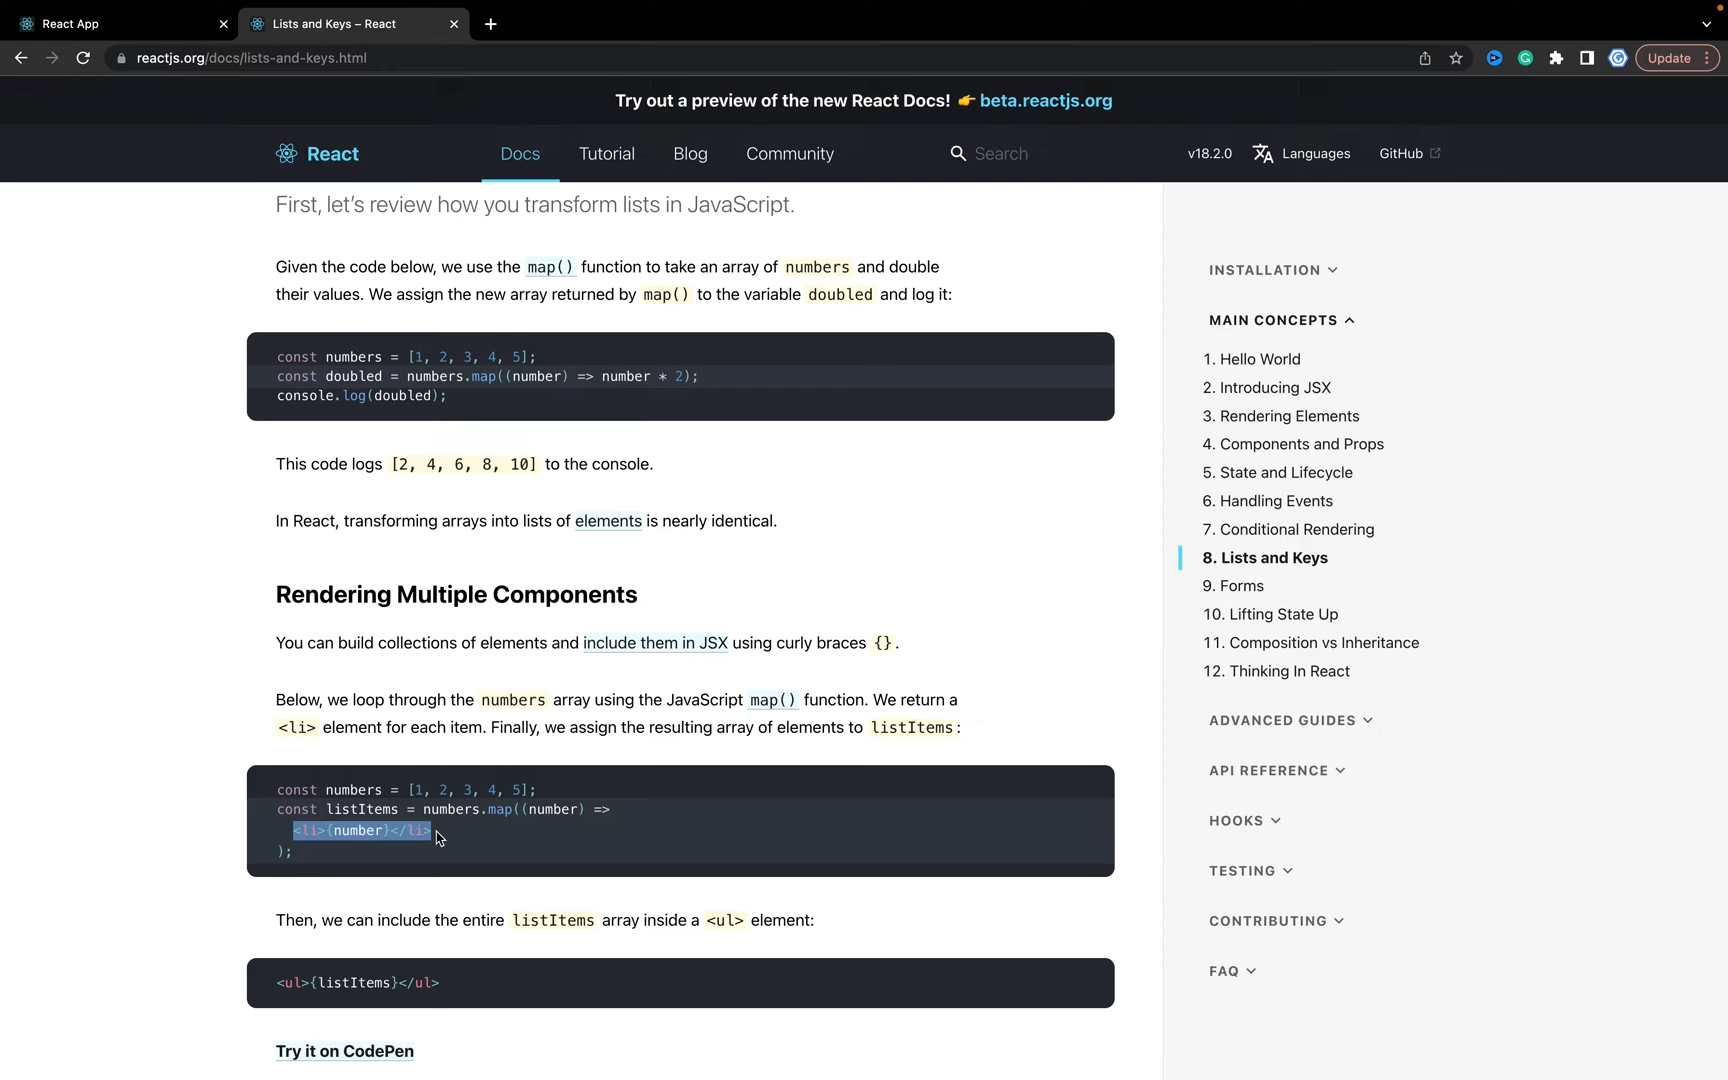 React App
Lists and Keys – React
reactjs.org/docs/lists-and-keys.html
Update
Try out a preview of the new React Docs! 👉 beta.reactjs.org
React
Docs
Tutorial
Blog
Community
Search
v18.2.0
Languages
GitHub
First, let’s review how you transform lists in JavaScript.
Given the code below, we use the map() function to take an array of numbers and double
their values. We assign the new array returned by map() to the variable doubled and log it:
const numbers = [1, 2, 3, 4, 5];
const doubled = numbers.map((number) => number * 2);
console.log(doubled);
This code logs [2, 4, 6, 8, 10] to the console.
In React, transforming arrays into lists of elements is nearly identical.
Rendering Multiple Components
You can build collections of elements and include them in JSX using curly braces {}.
Below, we loop through the numbers array using the JavaScript map() function. We return a
<li> element for each item. Finally, we assign the resulting array of elements to listItems:
const numbers = [1, 2, 3, 4, 5];
const listItems = numbers.map((number) =>
<li>{number}</li>
);
Then, we can include the entire listItems array inside a <ul> element:
<ul>{listItems}</ul>
Try it on CodePen
INSTALLATION
MAIN CONCEPTS
1. Hello World
2. Introducing JSX
3. Rendering Elements
4. Components and Props
5. State and Lifecycle
6. Handling Events
7. Conditional Rendering
8. Lists and Keys
9. Forms
10. Lifting State Up
11. Composition vs Inheritance
12. Thinking In React
ADVANCED GUIDES
API REFERENCE
HOOKS
TESTING
CONTRIBUTING
FAQ